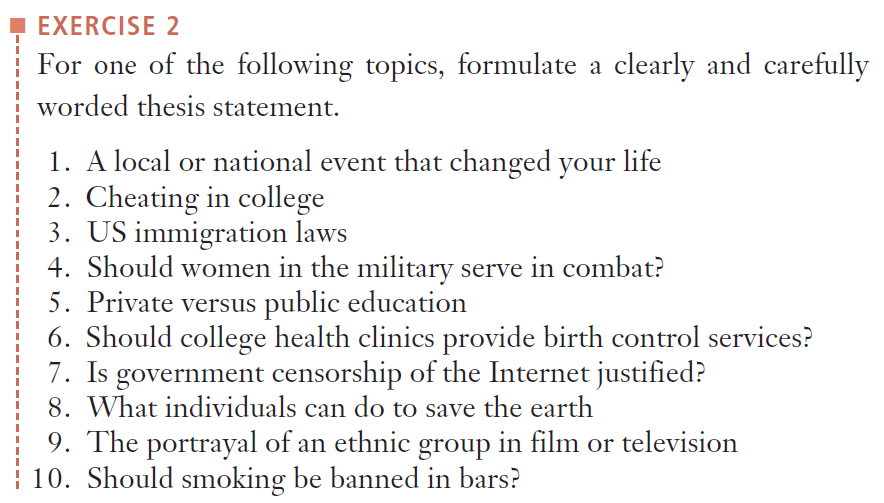 EXERCISE 2
For one of the following topics, formulate a clearly and carefully
worded thesis statement.
1. A local or national event that changed your life
2. Cheating in college
3. US immigration laws
4. Should women in the military serve in combat?
5. Private versus public education
6. Should college health clinics provide birth control services?
7. Is government censorship of the Internet justified?
8. What individuals can do to save the earth
9. The portrayal of an ethnic group in film or television
10. Should smoking be banned in bars?